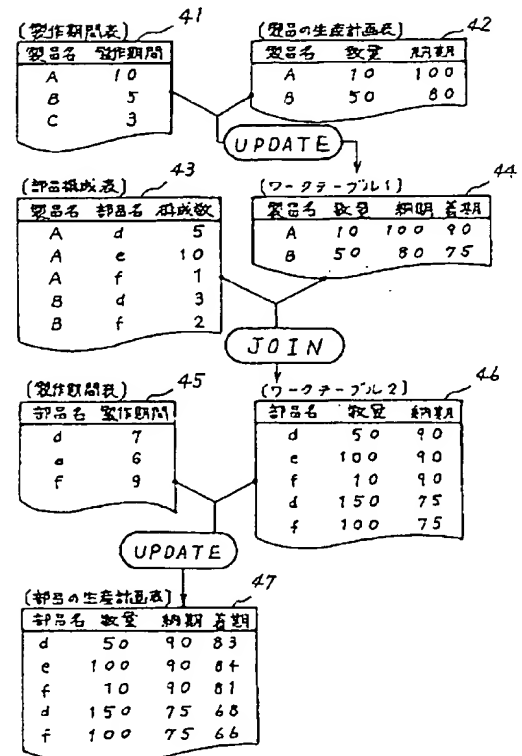 (製作期間表) 41
製品名 製作期間
A 10
B 5
C 3
(製品の生産計画表) 42
製品名 数量 納期
A 10 100
B 50 80
UPDATE
(部品構成表) 43
製品名 部品名 構成数
A d 5
A e 10
A f 1
B d 3
B f 2
(ワークテーブル1) 44
製品名 数量 納期 着期
A 10 100 90
B 50 80 75
JOIN
(製作期間表) 45
部品名 製作期間
d 7
e 6
f 9
(ワークテーブル2) 46
部品名 数量 納期
d 50 90
e 100 90
f 10 90
d 150 75
f 100 75
UPDATE
(部品の生産計画表) 47
部品名 数量 納期 着期
d 50 90 83
e 100 90 84
f 10 90 81
d 150 75 68
f 100 75 66